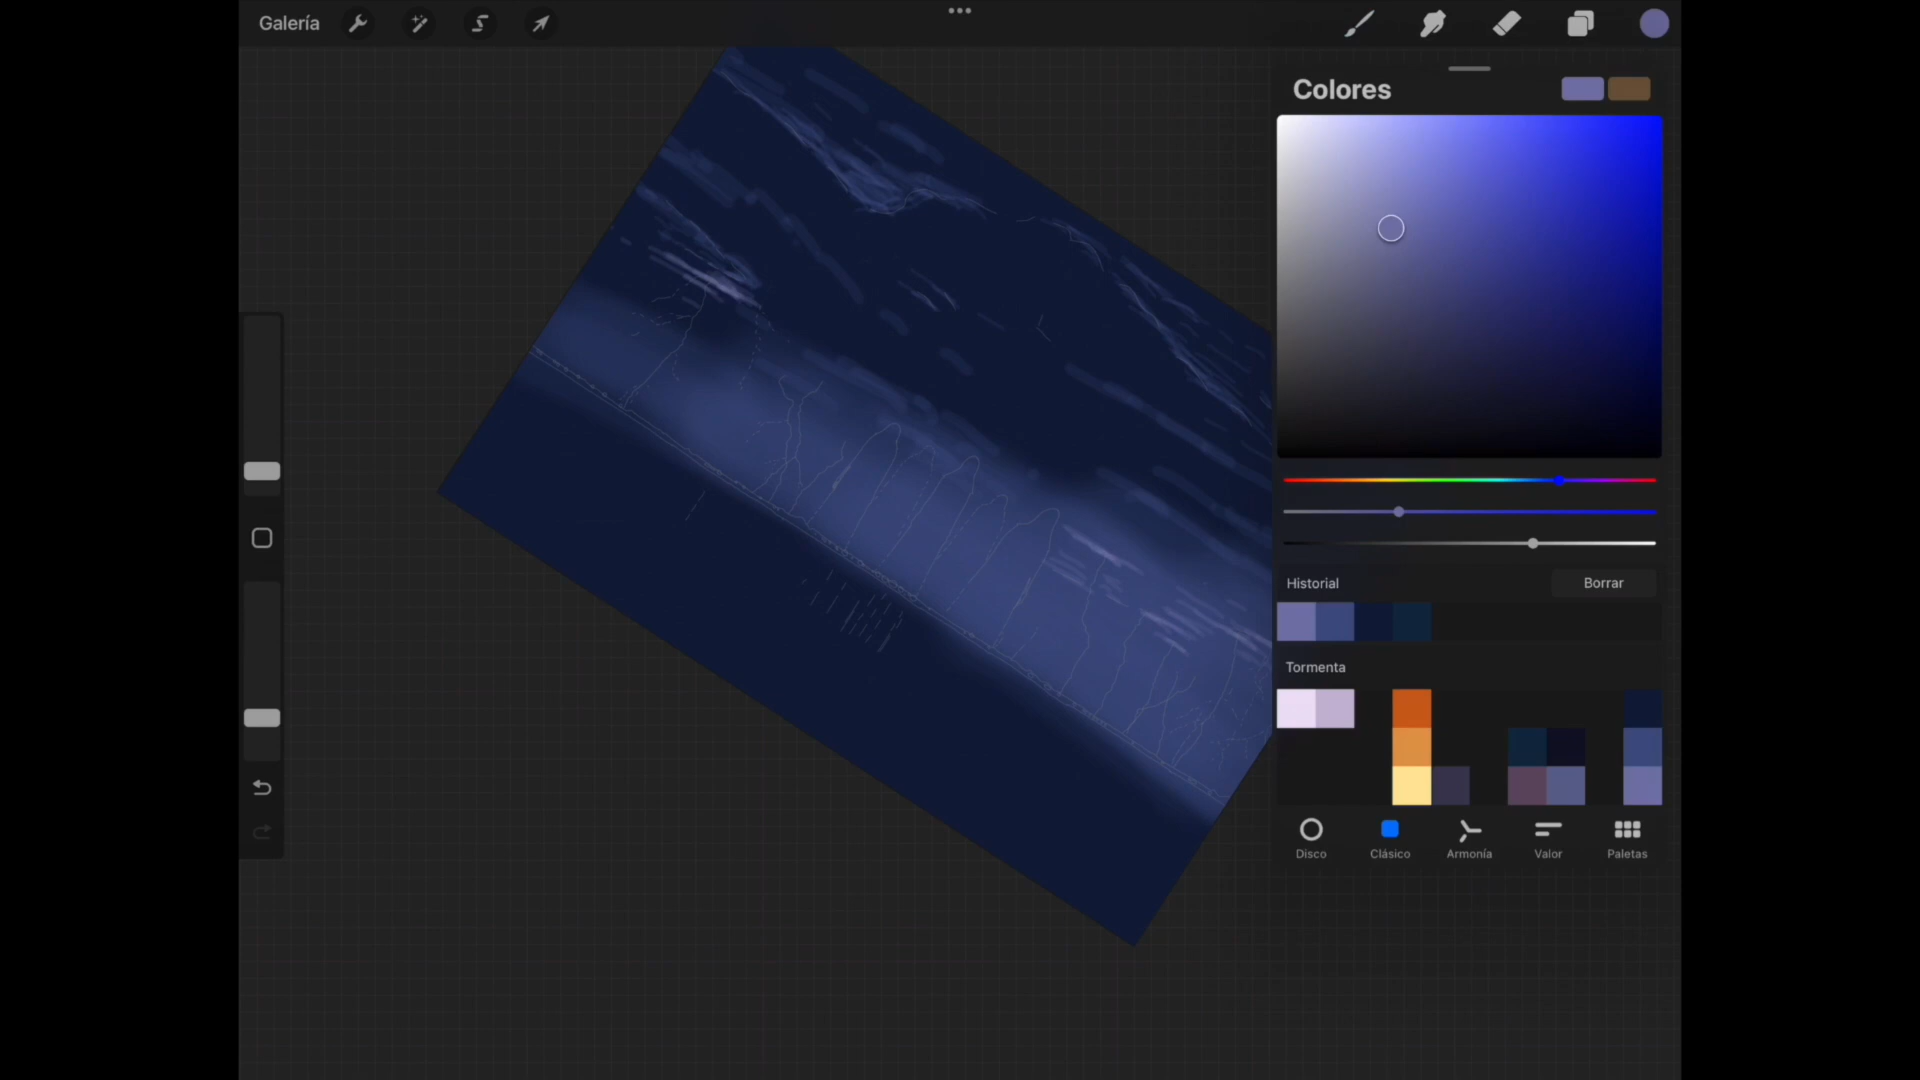 Galería
Colores
Historial
Borrar
Tormenta
Disco
Clásico
Armonía
Valor
Paletas